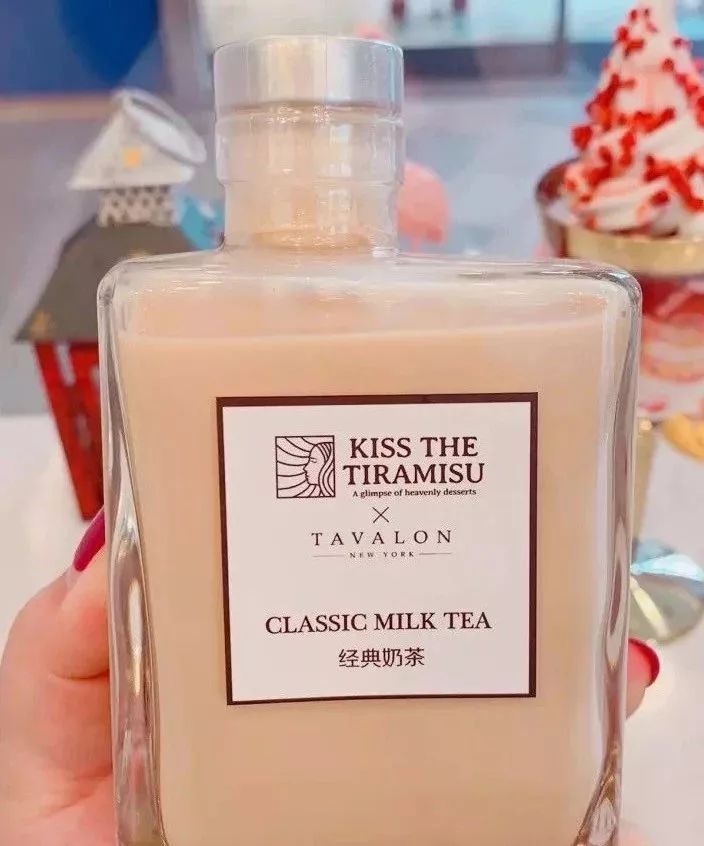 KISS THE
TIRAMISU
A glimpse of heavenly desserts
×
TAVALON
NEW YORK
CLASSIC MILK TEA
经典奶茶